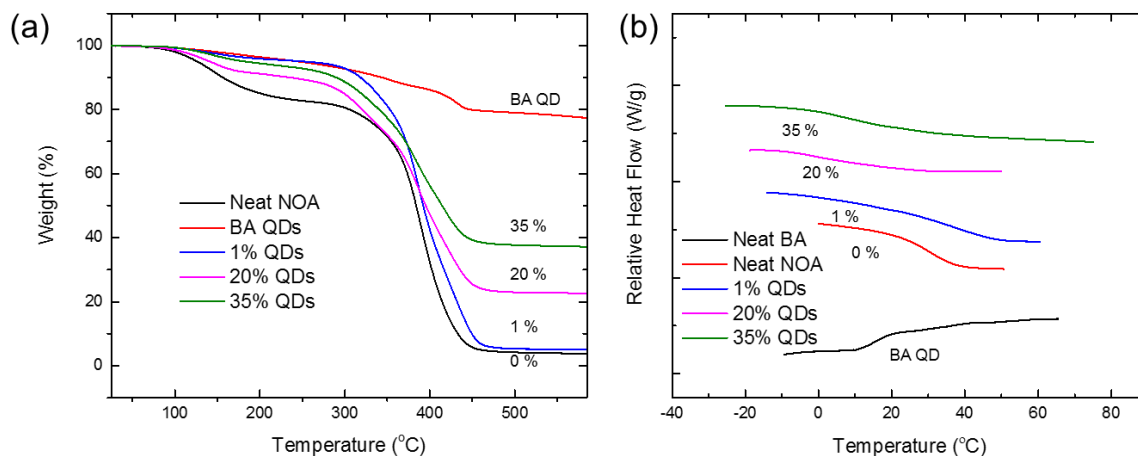 (a)
100
80
60
40
20
0
Weight (%)
BA QD
Neat NOA
BA QDs
1% QDs
20% QDs
35% QDs
35 %
20 %
1 %
0 %
100
200
300
400
500
Temperature (°C)
(b)
Relative Heat Flow (W/g)
35 %
20 %
1 %
0 %
Neat BA
Neat NOA
1% QDs
20% QDs
35% QDs
BA QD
-40
-20
0
20
40
60
80
Temperature (°C)